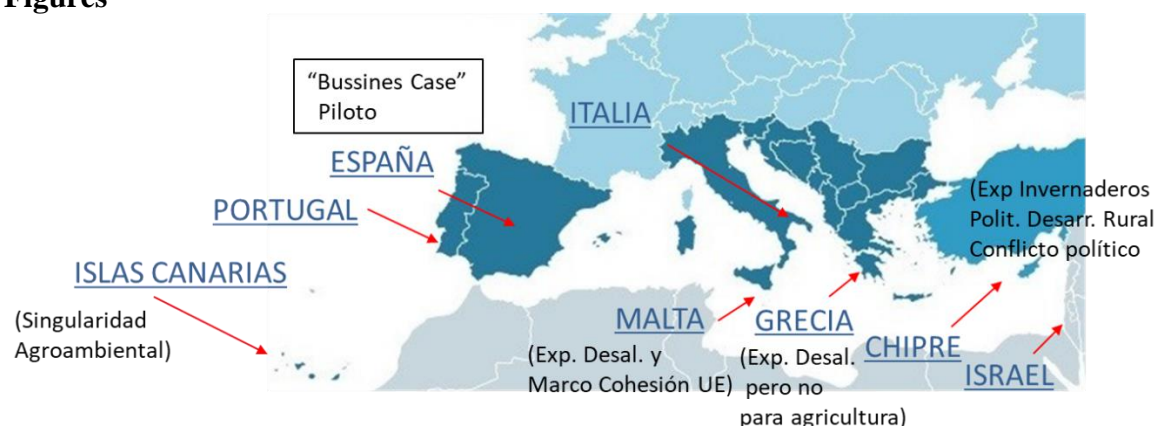 Figures
“Bussines Case”
Piloto
ITALIA
ESPAÑA
PORTUGAL
ISLAS CANARIAS
(Singularidad
Agroambiental)
MALTA
(Exp. Desal. y
Marco Cohesión UE)
GRECIA
(Exp. Desal.
pero no
para agricultura)
(Exp Invernaderos
Polit. Desarr. Rural
Conflicto político)
CHIPRE
ISRAEL